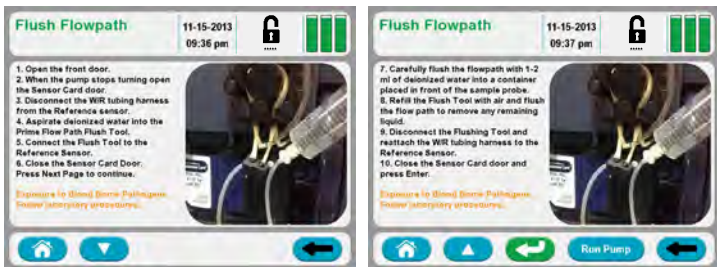 Flush Flowpath
11-15-2013
09:36 pm
1. Open the front door.
2. When the pump stops turning open
the Sensor Card door.
3. Disconnect the W/R tubing harness
from the Reference sensor.
4. Aspirate deionized water into the
Prime Flow Path Flush Tool.
5. Connect the Flush Tool to the
Reference Sensor.
6. Close the Sensor Card Door.
Press Next Page to continue.
Exposure to Blood Borne Pathogens
Follow laboratory procedures.
Flush Flowpath
11-15-2013
09:37 pm
7. Carefully flush the flowpath with 1-2
ml of deionized water into a container
placed in front of the sample probe.
8. Refill the Flush Tool with air and flush
the flow path to remove any remaining
liquid.
9. Disconnect the Flushing Tool and
reattach the W/R tubing harness to the
Reference Sensor.
10. Close the Sensor Card door and
press Enter.
Exposure to Blood Borne Pathogens
Follow laboratory procedures.
Run Pump